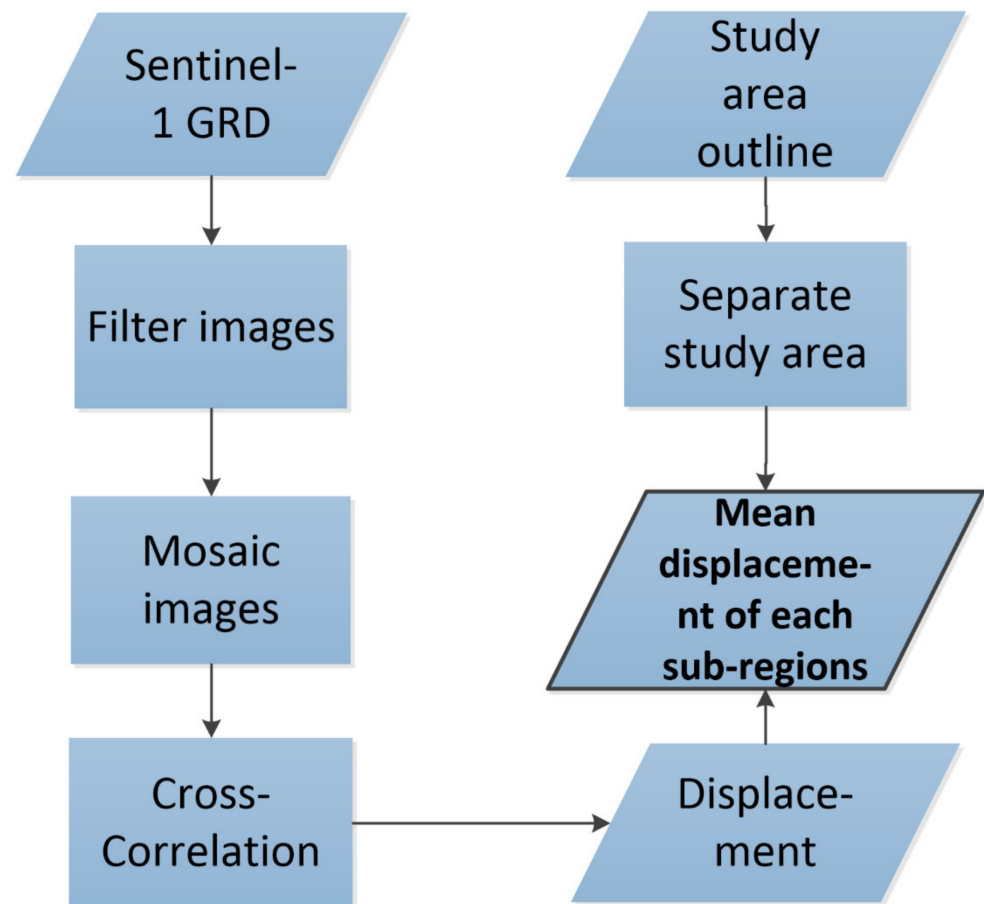 Sentinel-
1 GRD
Filter images
Mosaic
images
Cross-
Correlation
Study
area
outline
Separate
study area
Mean
displaceme-
nt of each
sub-regions
Displace-
ment